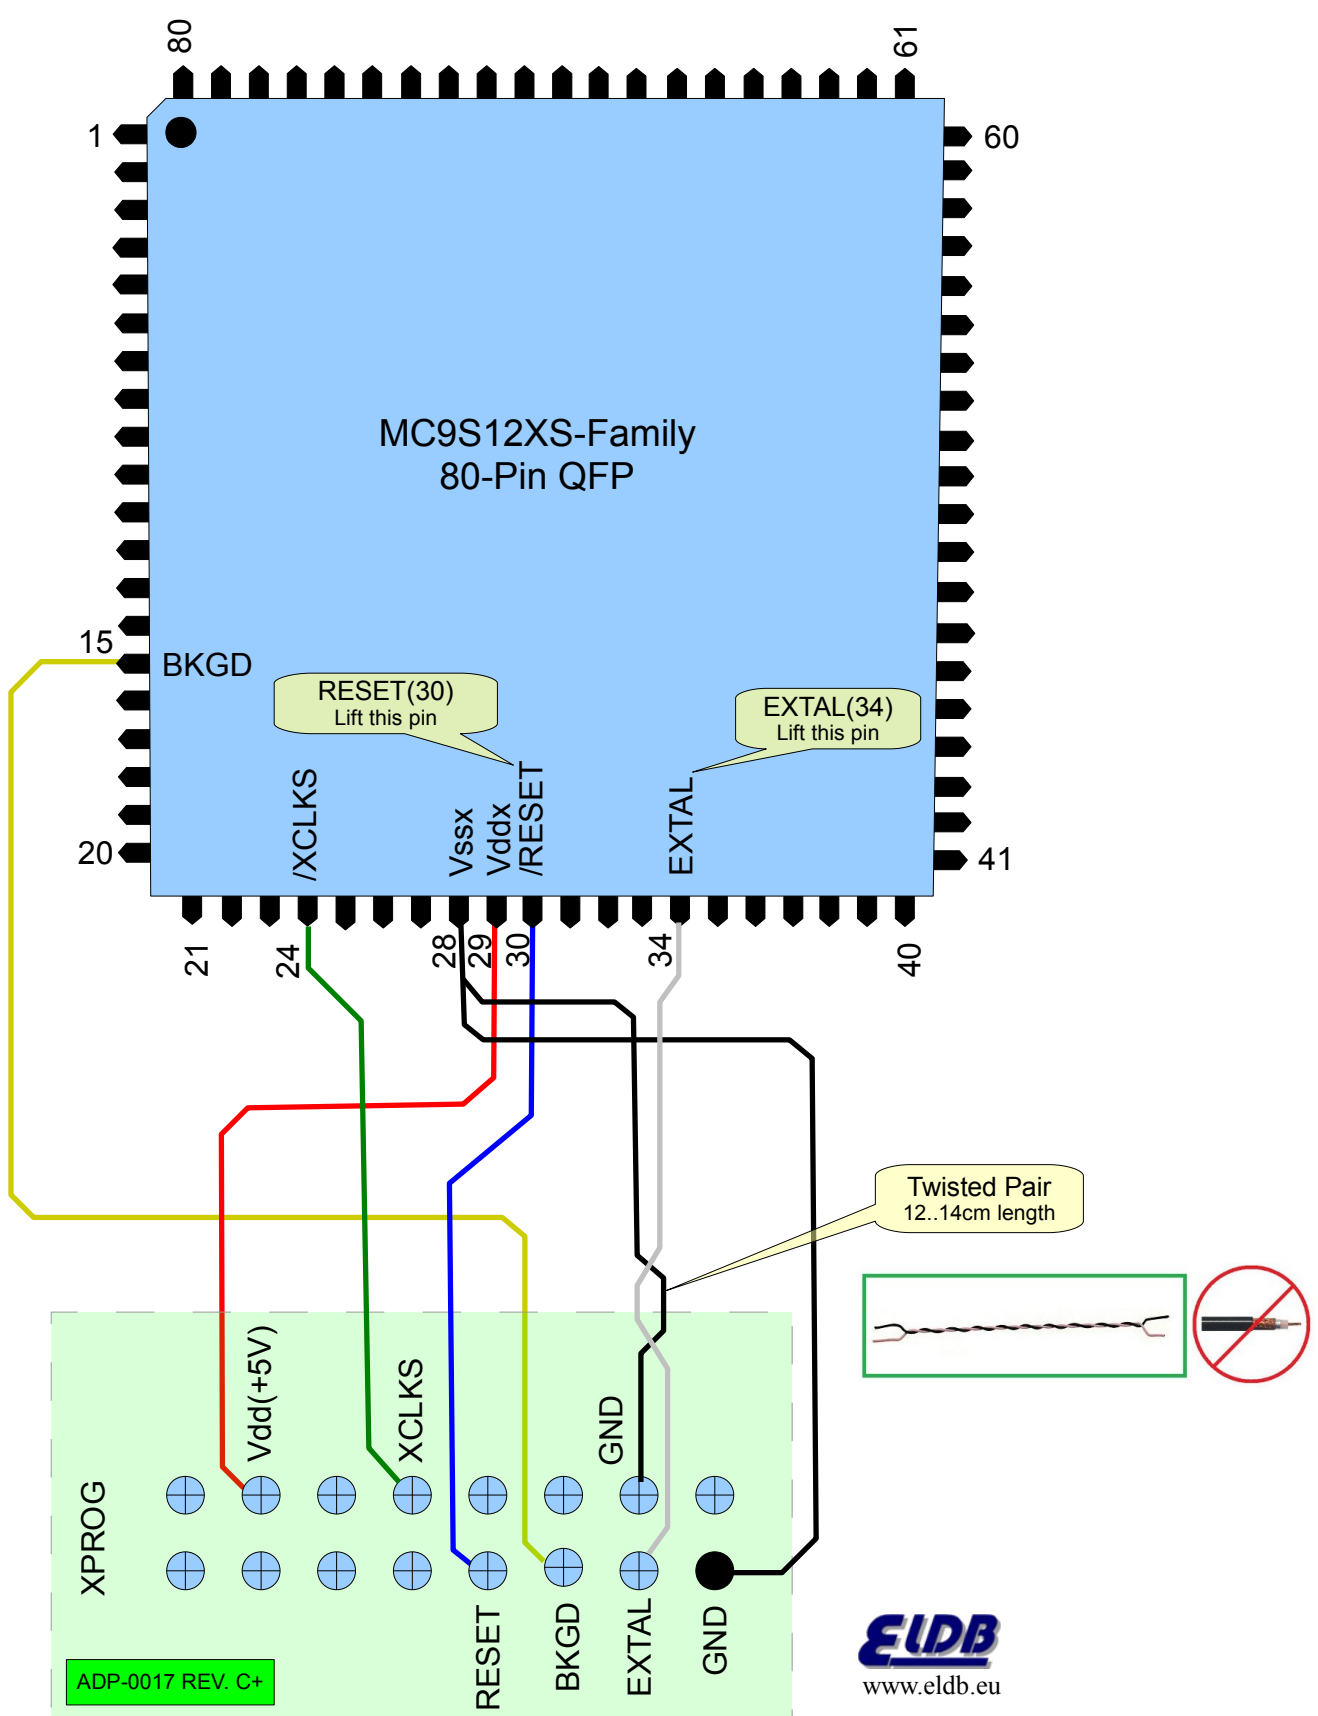 80
61
1
60
MC9S12XS-Family
80-Pin QFP
15
BKGD
RESET(30)
Lift this pin
EXTAL(34)
Lift this pin
/XCLKS
Vssx
Vddx
/RESET
EXTAL
20
41
21
24
28
29
30
34
40
Twisted Pair
12..14cm length
Vdd(+5V)
XCLKS
GND
XPROG
RESET
BKGD
EXTAL
GND
ADP-0017 REV. C+
ELDB
www.eldb.eu